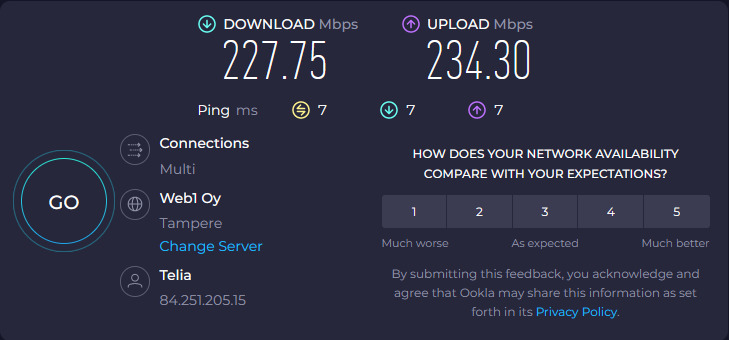 DOWNLOAD Mbps
UPLOAD Mbps
227.75
234.30
Ping ms
7
7
7
GO
Connections
Multi
Web1 Oy
Tampere
Change Server
Telia
84.251.205.15
HOW DOES YOUR NETWORK AVAILABILITY
COMPARE WITH YOUR EXPECTATIONS?
1 2 3 4 5
Much worse As expected Much better
By submitting this feedback, you acknowledge and
agree that Ookla may share this information as set
forth in its Privacy Policy.